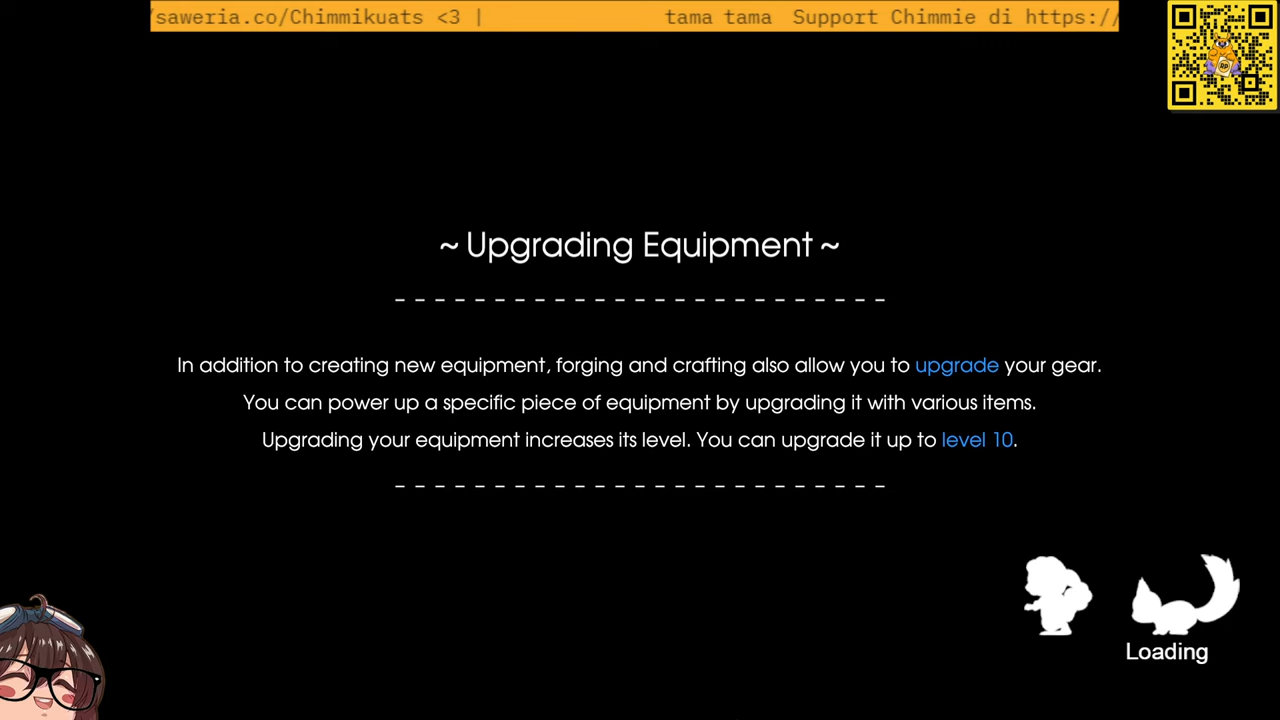 saweria.co/Chimmikuats <3 | tama tama Support Chimmie di https://
~ Upgrading Equipment ~
In addition to creating new equipment, forging and crafting also allow you to upgrade your gear.
You can power up a specific piece of equipment by upgrading it with various items.
Upgrading your equipment increases its level. You can upgrade it up to level 10.
Loading